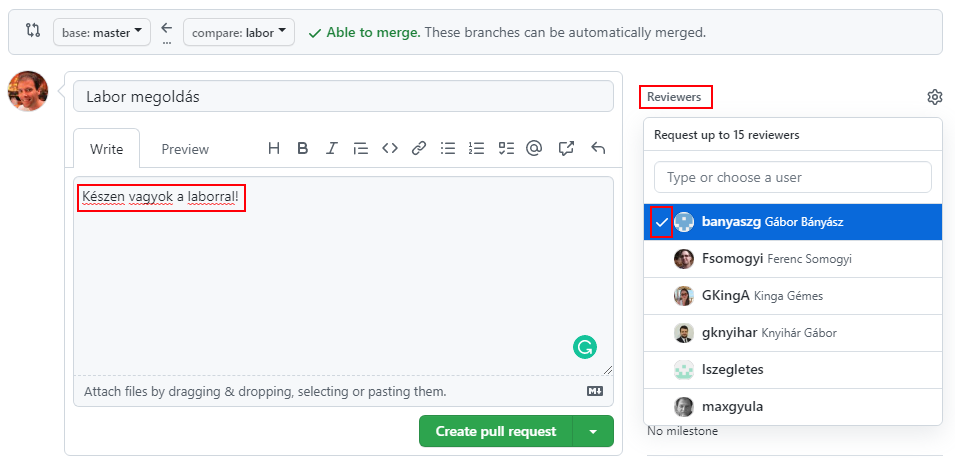 base: master
compare: labor
Able to merge. These branches can be automatically merged.
Labor megoldás
Write
Preview
Készen vagyok a laborral!
Attach files by dragging & dropping, selecting or pasting them.
Create pull request
Reviewers
Request up to 15 reviewers
Type or choose a user
banyaszg Gábor Bányász
Fsomogyi Ferenc Somogyi
GKingA Kinga Gémes
gknyihar Knyihár Gábor
lszegletes
maxgyula
No milestone